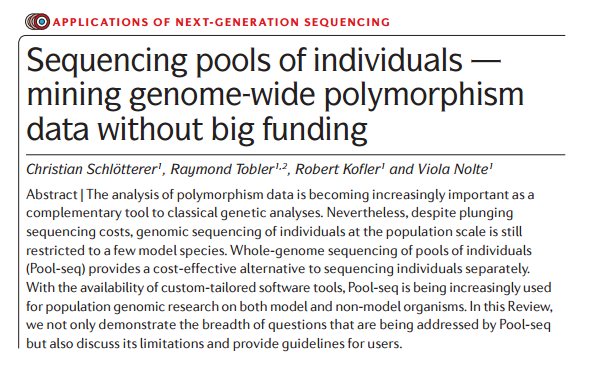 APPLICATIONS OF NEXT-GENERATION SEQUENCING
Sequencing pools of individuals —
mining genome-wide polymorphism
data without big funding
Christian Schlötterer¹, Raymond Tobler¹,², Robert Kofler¹ and Viola Nolte¹
Abstract | The analysis of polymorphism data is becoming increasingly important as a
complementary tool to classical genetic analyses. Nevertheless, despite plunging
sequencing costs, genomic sequencing of individuals at the population scale is still
restricted to a few model species. Whole-genome sequencing of pools of individuals
(Pool-seq) provides a cost-effective alternative to sequencing individuals separately.
With the availability of custom-tailored software tools, Pool-seq is being increasingly used
for population genomic research on both model and non-model organisms. In this Review,
we not only demonstrate the breadth of questions that are being addressed by Pool-seq
but also discuss its limitations and provide guidelines for users.